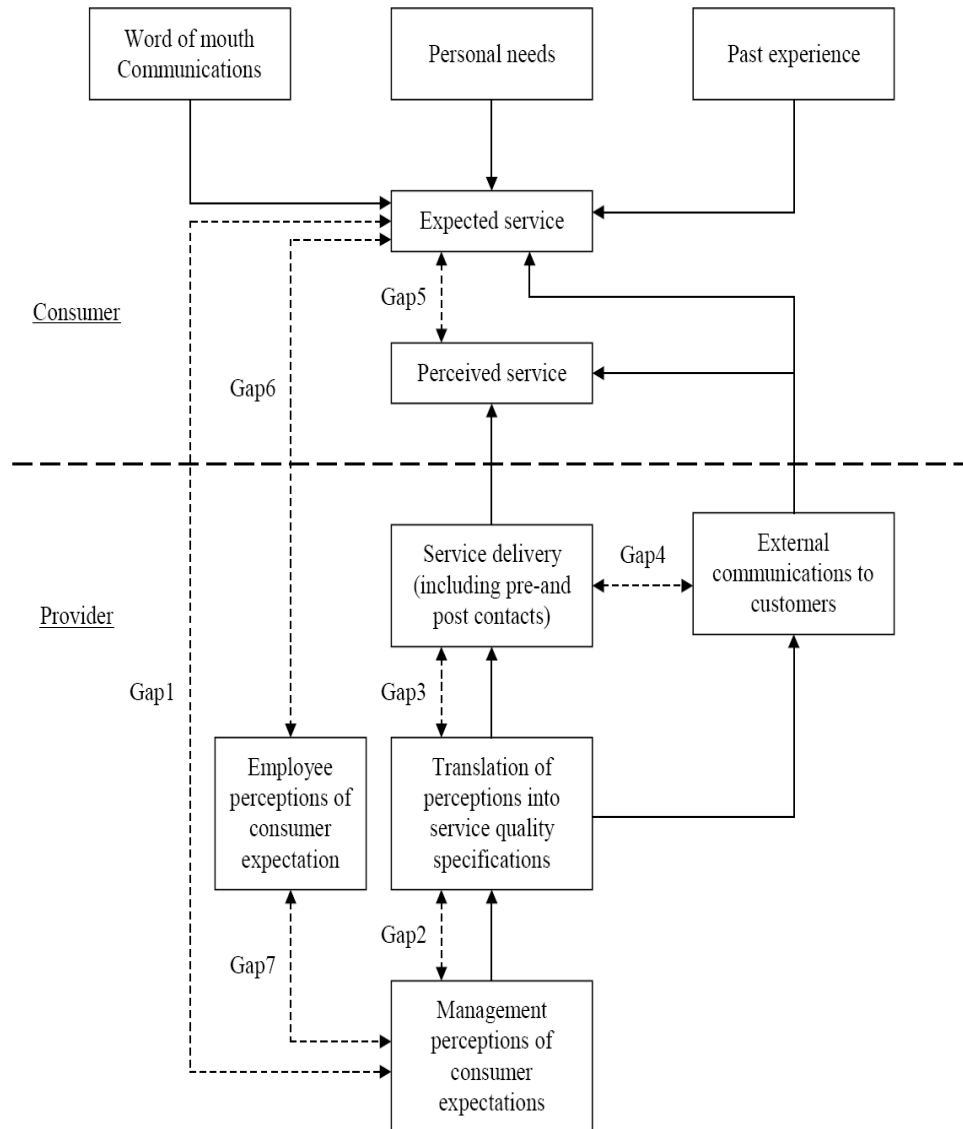 Word of mouth
Communications
Personal needs
Past experience
Expected service
Gap5
Consumer
Perceived service
Gap6
Service delivery
(including pre-and
post contacts)
Gap4
External
communications to
customers
Provider
Gap1
Gap3
Employee
perceptions of
consumer
expectation
Translation of
perceptions into
service quality
specifications
Gap2
Gap7
Management
perceptions of
consumer
expectations